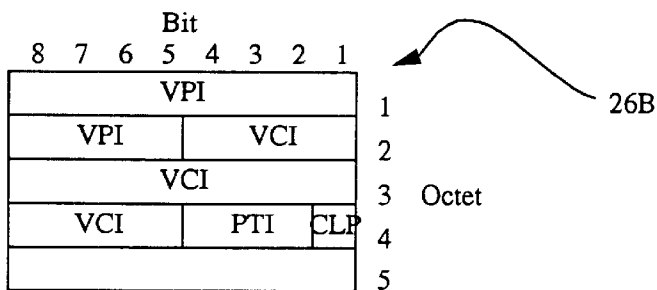 Bit
8 7 6 5 4 3 2 1
VPI
1
26B
VPI VCI
2
VCI
3 Octet
VCI PTI CLP
4
5